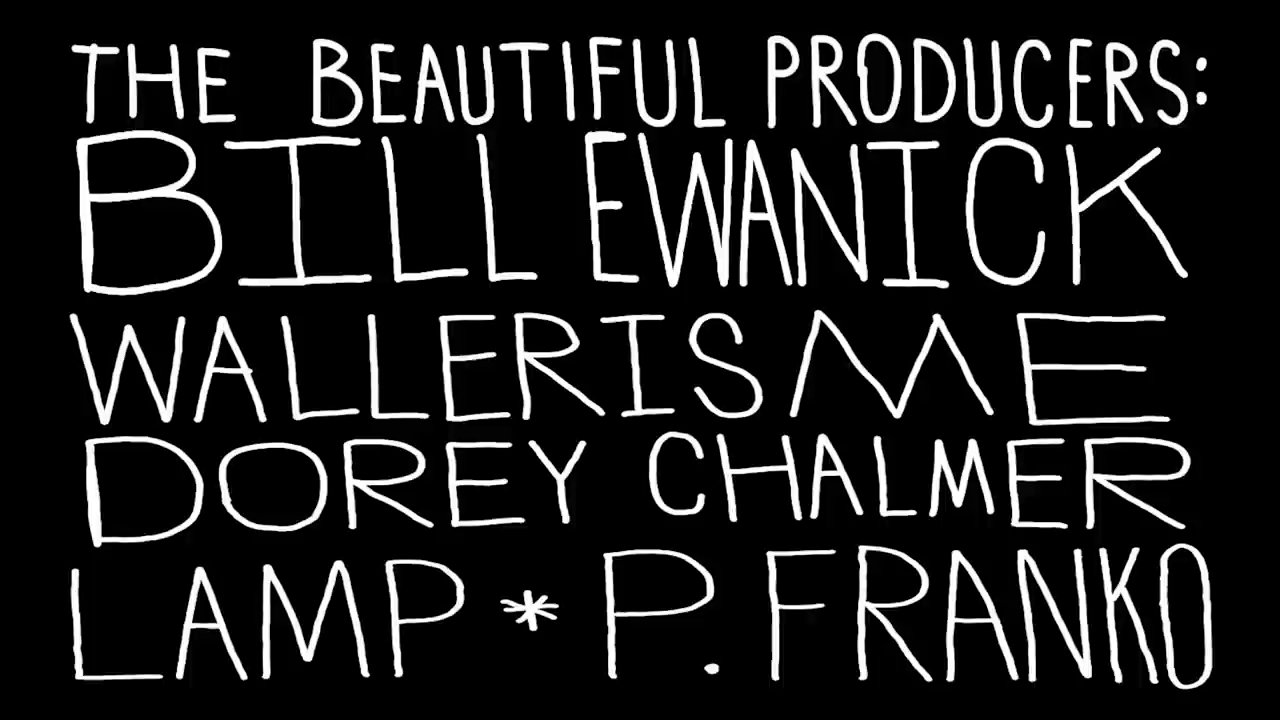 THE BEAUTIFUL PRODUCERS:
BILL EWANICK
WALLERISME
DOREY CHALMER
LAMP * P. FRANKO